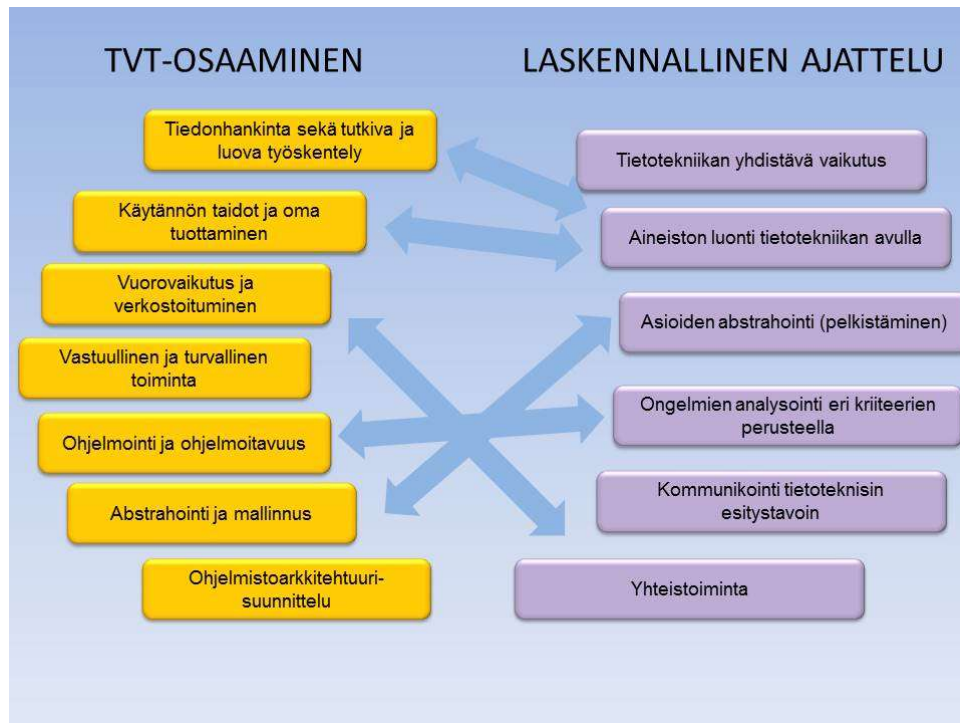 TVT-OSAAMINEN
Tiedonhankinta sekä tutkiva ja
luova työskentely
Käytännön taidot ja oma
tuottaminen
Vuorovaikutus ja
verkostoituminen
Vastuullinen ja turvallinen
toiminta
Ohjelmointi ja ohjelmoitavuus
Abstrahointi ja mallinnus
Ohjelmistoarkkitehtuuri-
suunnittelu
LASKENNALLINEN AJATTELU
Tietotekniikan yhdistävä vaikutus
Aineiston luonti tietotekniikan avulla
Asioiden abstrahointi (pelkistäminen)
Ongelmien analysointi eri kriteerien
perusteella
Kommunikointi tietoteknisin
esitystavoin
Yhteistoiminta